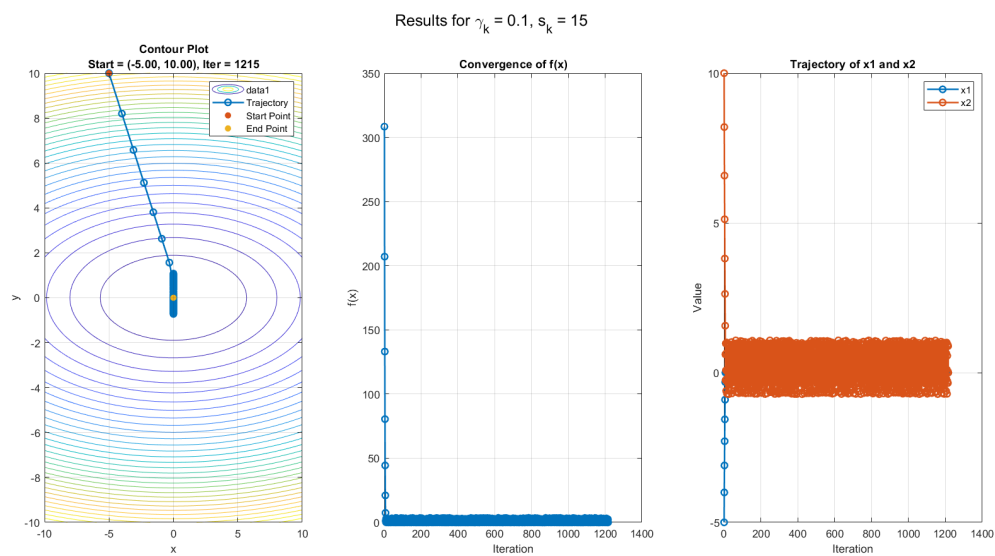 Results for γk = 0.1, sk = 15
Contour Plot
Start = (-5.00, 10.00), Iter = 1215
data1
Trajectory
Start Point
End Point
10
8
6
4
2
0
-2
-4
-6
-8
-10
y
-10 -5 0 5 10
x
Convergence of f(x)
350
300
250
200
150
100
50
0
f(x)
0 200 400 600 800 1000 1200 1400
Iteration
Trajectory of x1 and x2
x1
x2
10
5
0
-5
Value
0 200 400 600 800 1000 1200 1400
Iteration